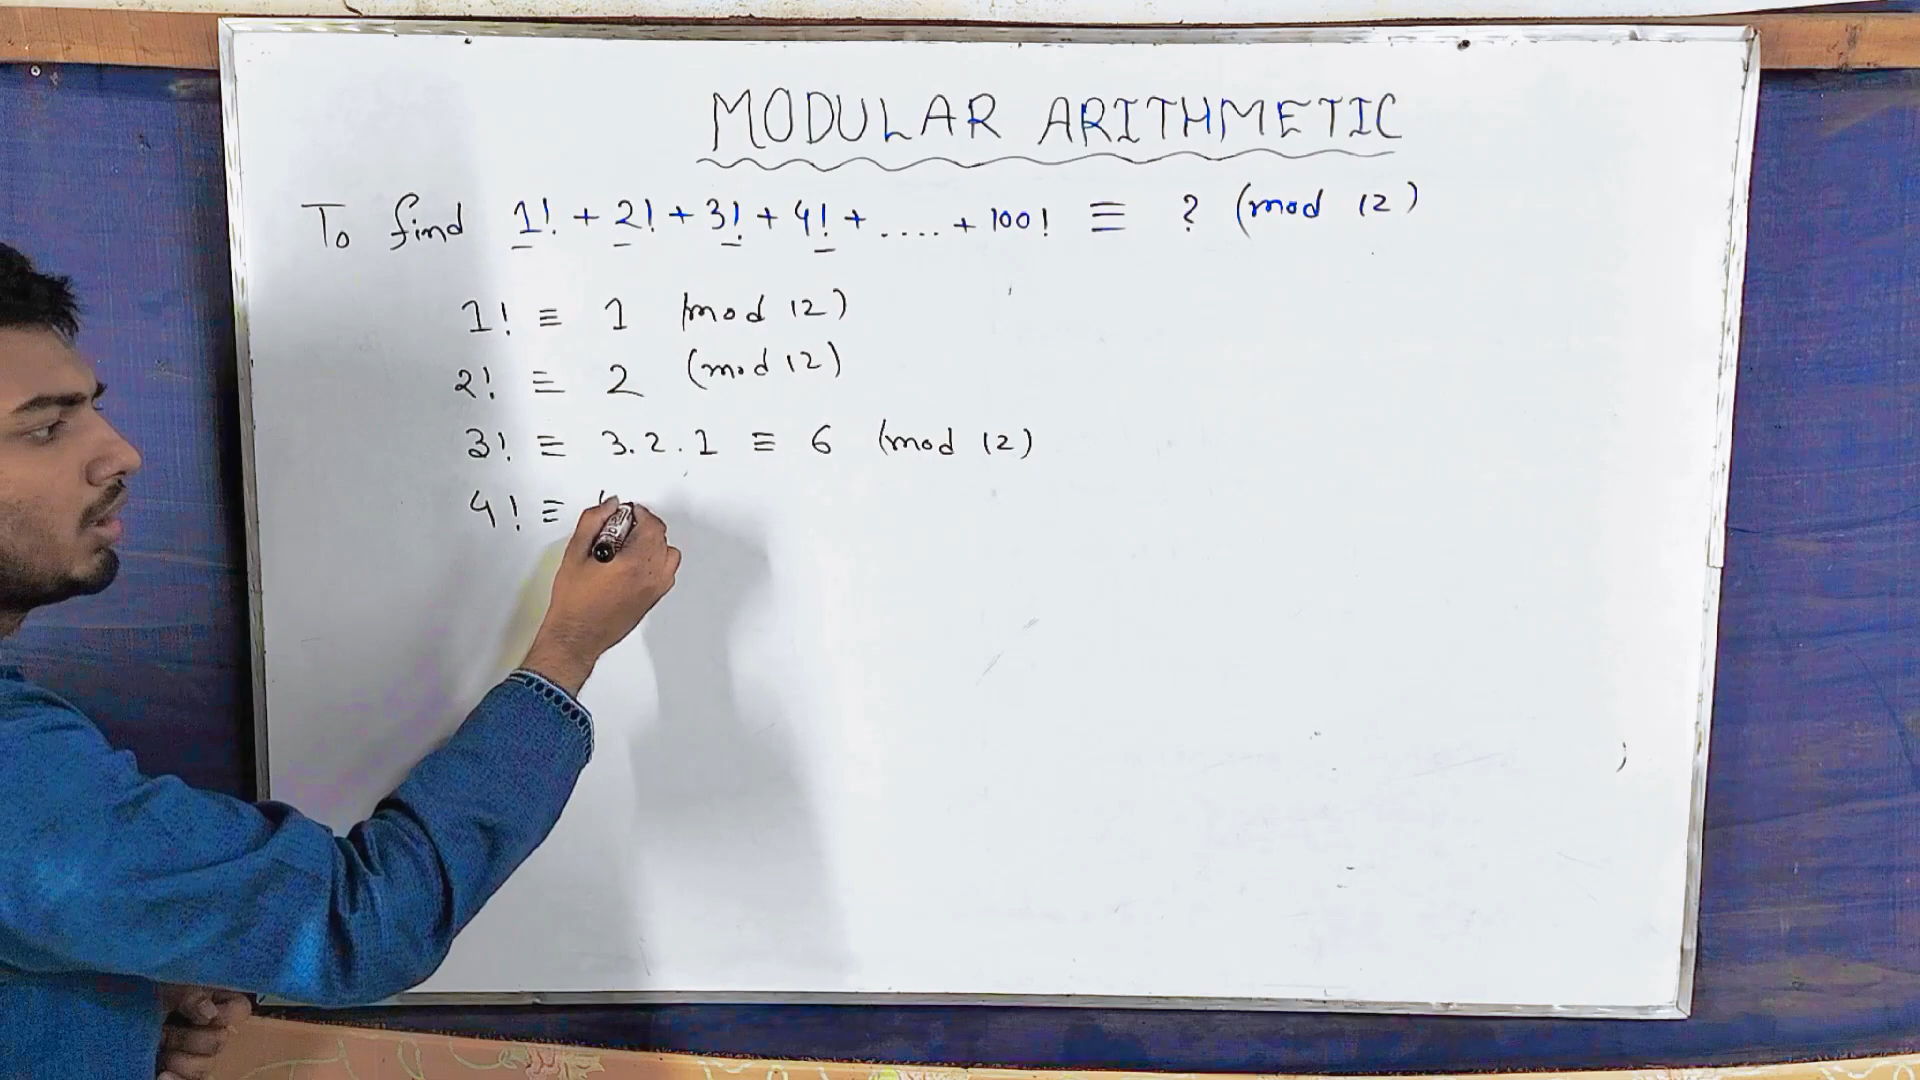 MODULAR ARITHMETIC
To find 1! + 2! + 3! + 4! + .... + 100! ≡ ? (mod 12)
1! ≡ 1 (mod 12)
2! ≡ 2 (mod 12)
3! ≡ 3.2.1 ≡ 6 (mod 12)
4! ≡